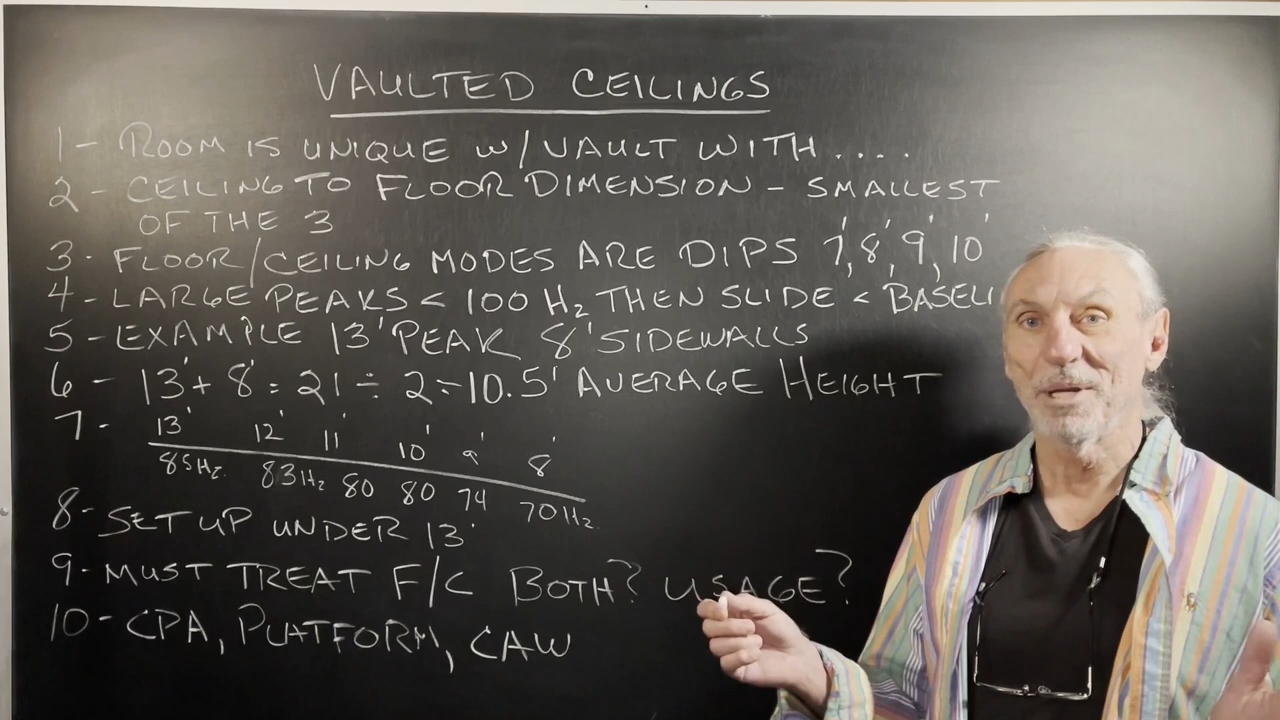 VAULTED CEILINGS
1- ROOM IS UNIQUE W/VAULT WITH ....
2- CEILING TO FLOOR DIMENSION - SMALLEST
OF THE 3
3- FLOOR/CEILING MODES ARE DIPS 7', 8', 9', 10'
4- LARGE PEAKS < 100 Hz THEN SLIDE < BASELI
5- EXAMPLE 13' PEAK 8' SIDEWALLS
6- 13' + 8' = 21 ÷ 2 = 10.5' AVERAGE HEIGHT
7- 13' 12' 11' 10' 9' 8'
85Hz. 83Hz 80 80 74 70Hz.
8- SET UP UNDER 13'
9- MUST TREAT F/C BOTH? USAGE?
10- CPA, PLATFORM, CAW